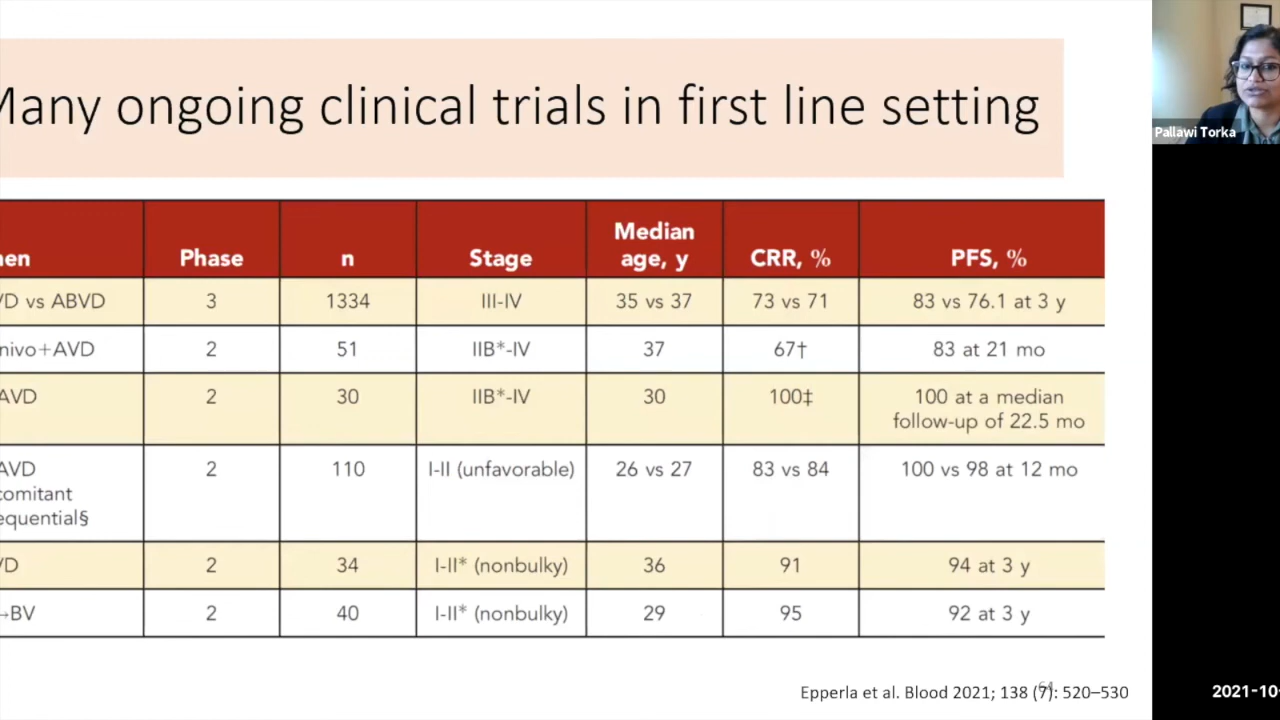 Many ongoing clinical trials in first line setting
Pallawi Torka
men Phase n Stage Median age, y CRR, % PFS, %
VD vs ABVD 3 1334 III-IV 35 vs 37 73 vs 71 83 vs 76.1 at 3 y
nivo+AVD 2 51 IIB*-IV 37 67† 83 at 21 mo
AVD 2 30 IIB*-IV 30 100‡ 100 at a median
follow-up of 22.5 mo
AVD 2 110 I-II (unfavorable) 26 vs 27 83 vs 84 100 vs 98 at 12 mo
comitant
equential§
VD 2 34 I-II* (nonbulky) 36 91 94 at 3 y
→BV 2 40 I-II* (nonbulky) 29 95 92 at 3 y
64
Epperla et al. Blood 2021; 138 (7): 520–530
2021-10-